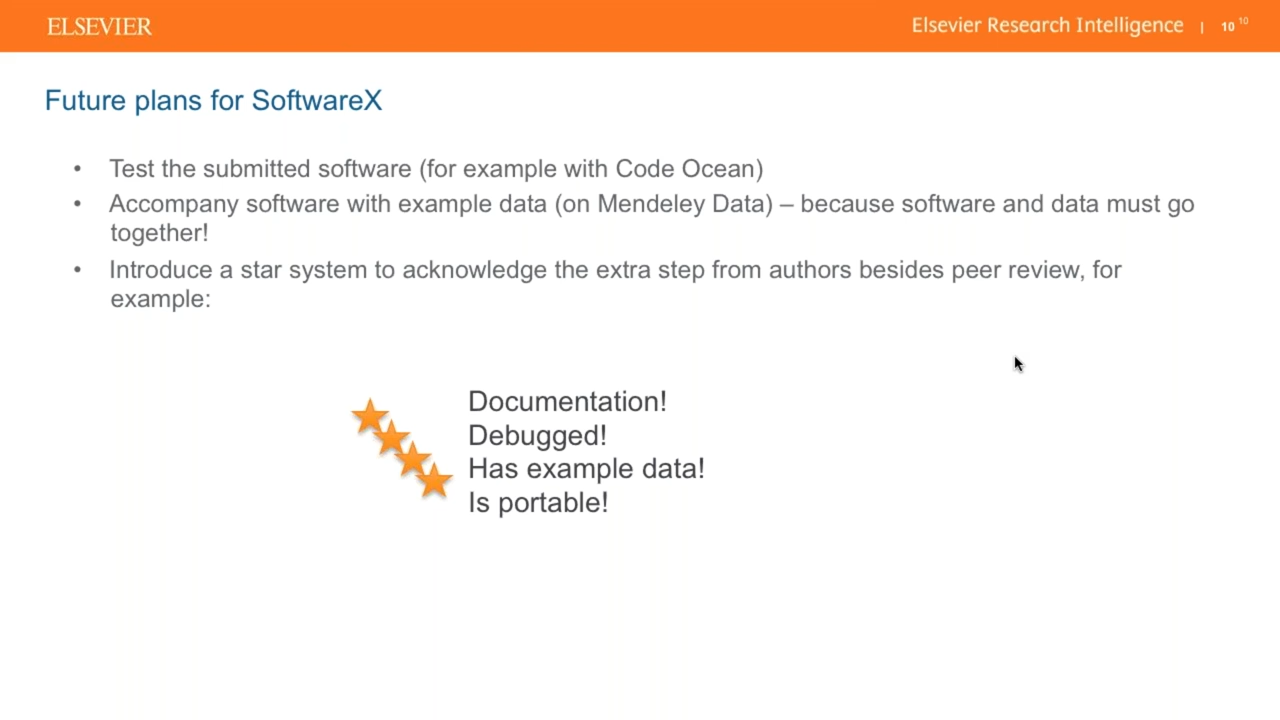 ELSEVIER
Elsevier Research Intelligence | 10 10
Future plans for SoftwareX
• Test the submitted software (for example with Code Ocean)
• Accompany software with example data (on Mendeley Data) – because software and data must go
together!
• Introduce a star system to acknowledge the extra step from authors besides peer review, for
example:
Documentation!
Debugged!
Has example data!
Is portable!